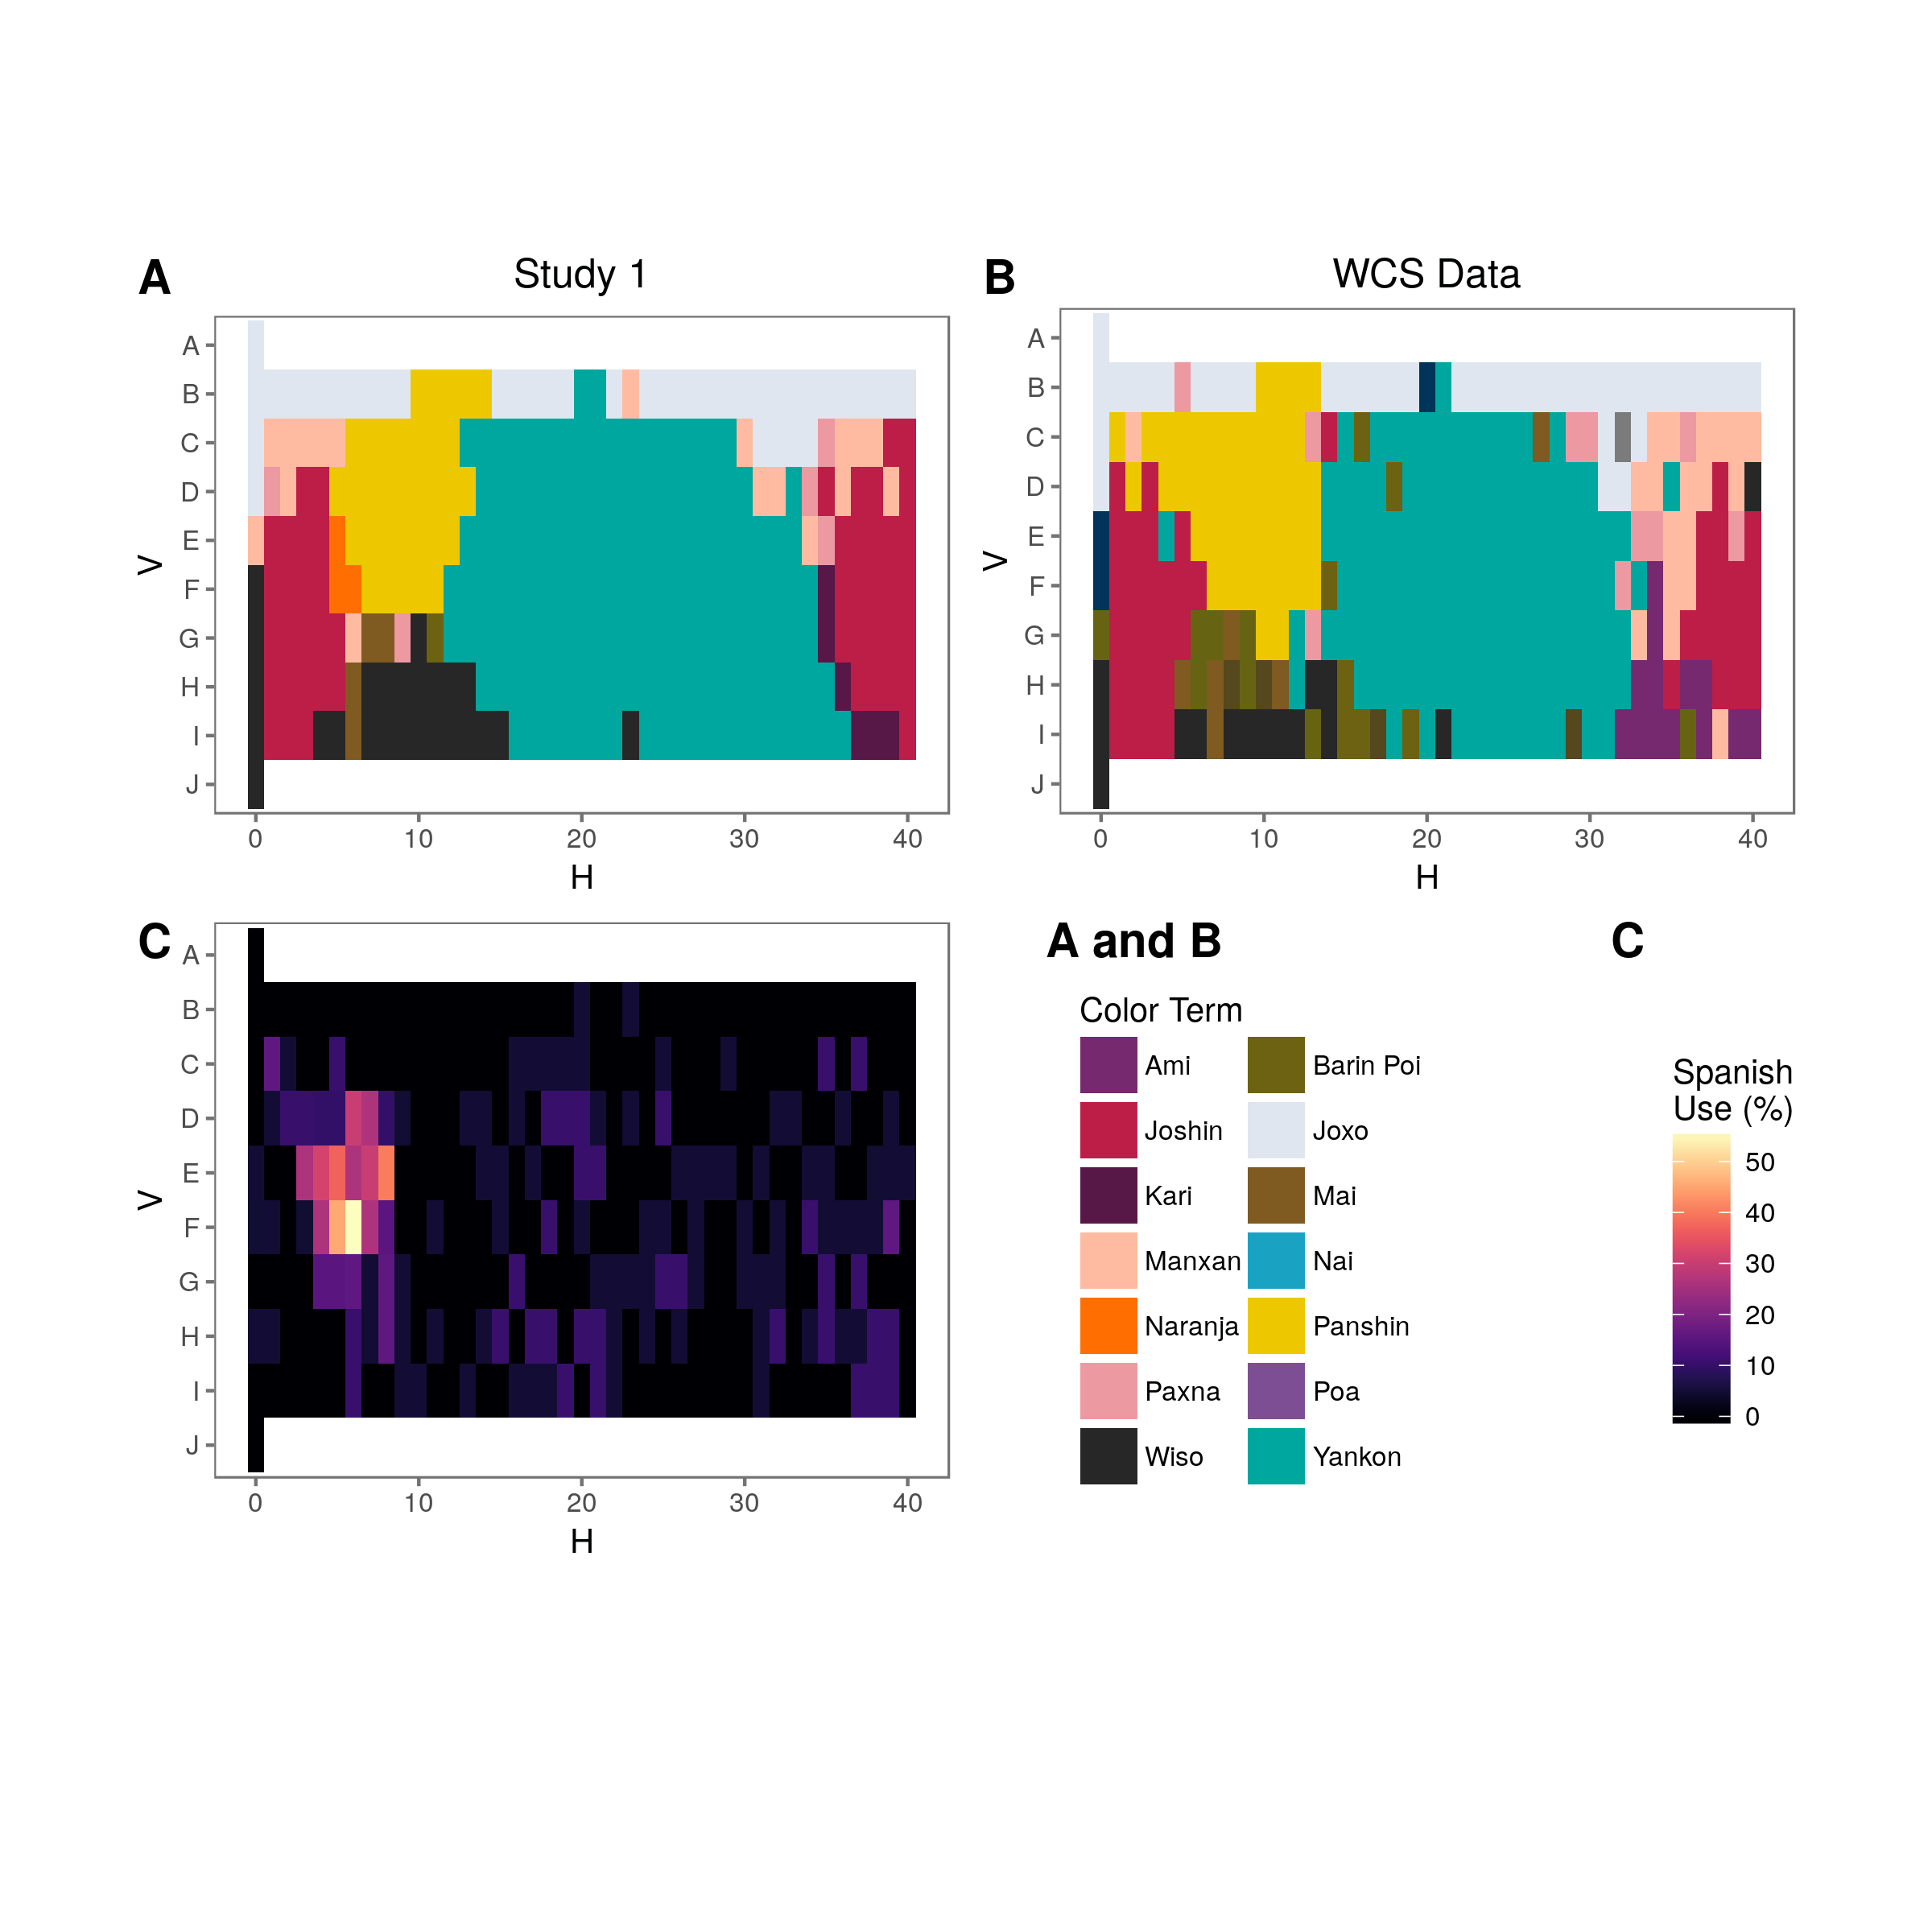 A
Study 1
B
WCS Data
A
B
C
D
E
F
G
H
I
J
V
0
10
20
30
40
H
A
B
C
D
E
F
G
H
I
J
V
0
10
20
30
40
H
C
A
B
C
D
E
F
G
H
I
J
V
0
10
20
30
40
H
A and B
Color Term
Ami
Barin Poi
Joshin
Joxo
Kari
Mai
Manxan
Nai
Naranja
Panshin
Paxna
Poa
Wiso
Yankon
C
Spanish
Use (%)
50
40
30
20
10
0